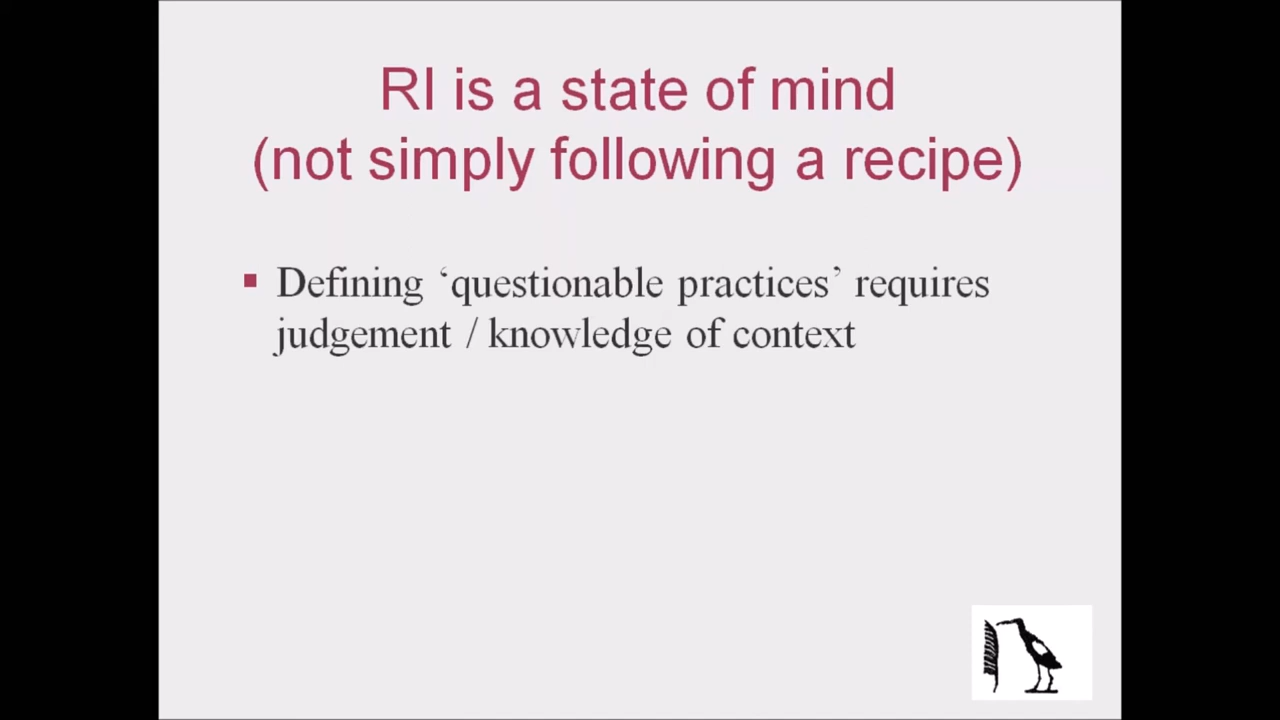 RI is a state of mind
(not simply following a recipe)
▪ Defining ‘questionable practices’ requires
judgement / knowledge of context